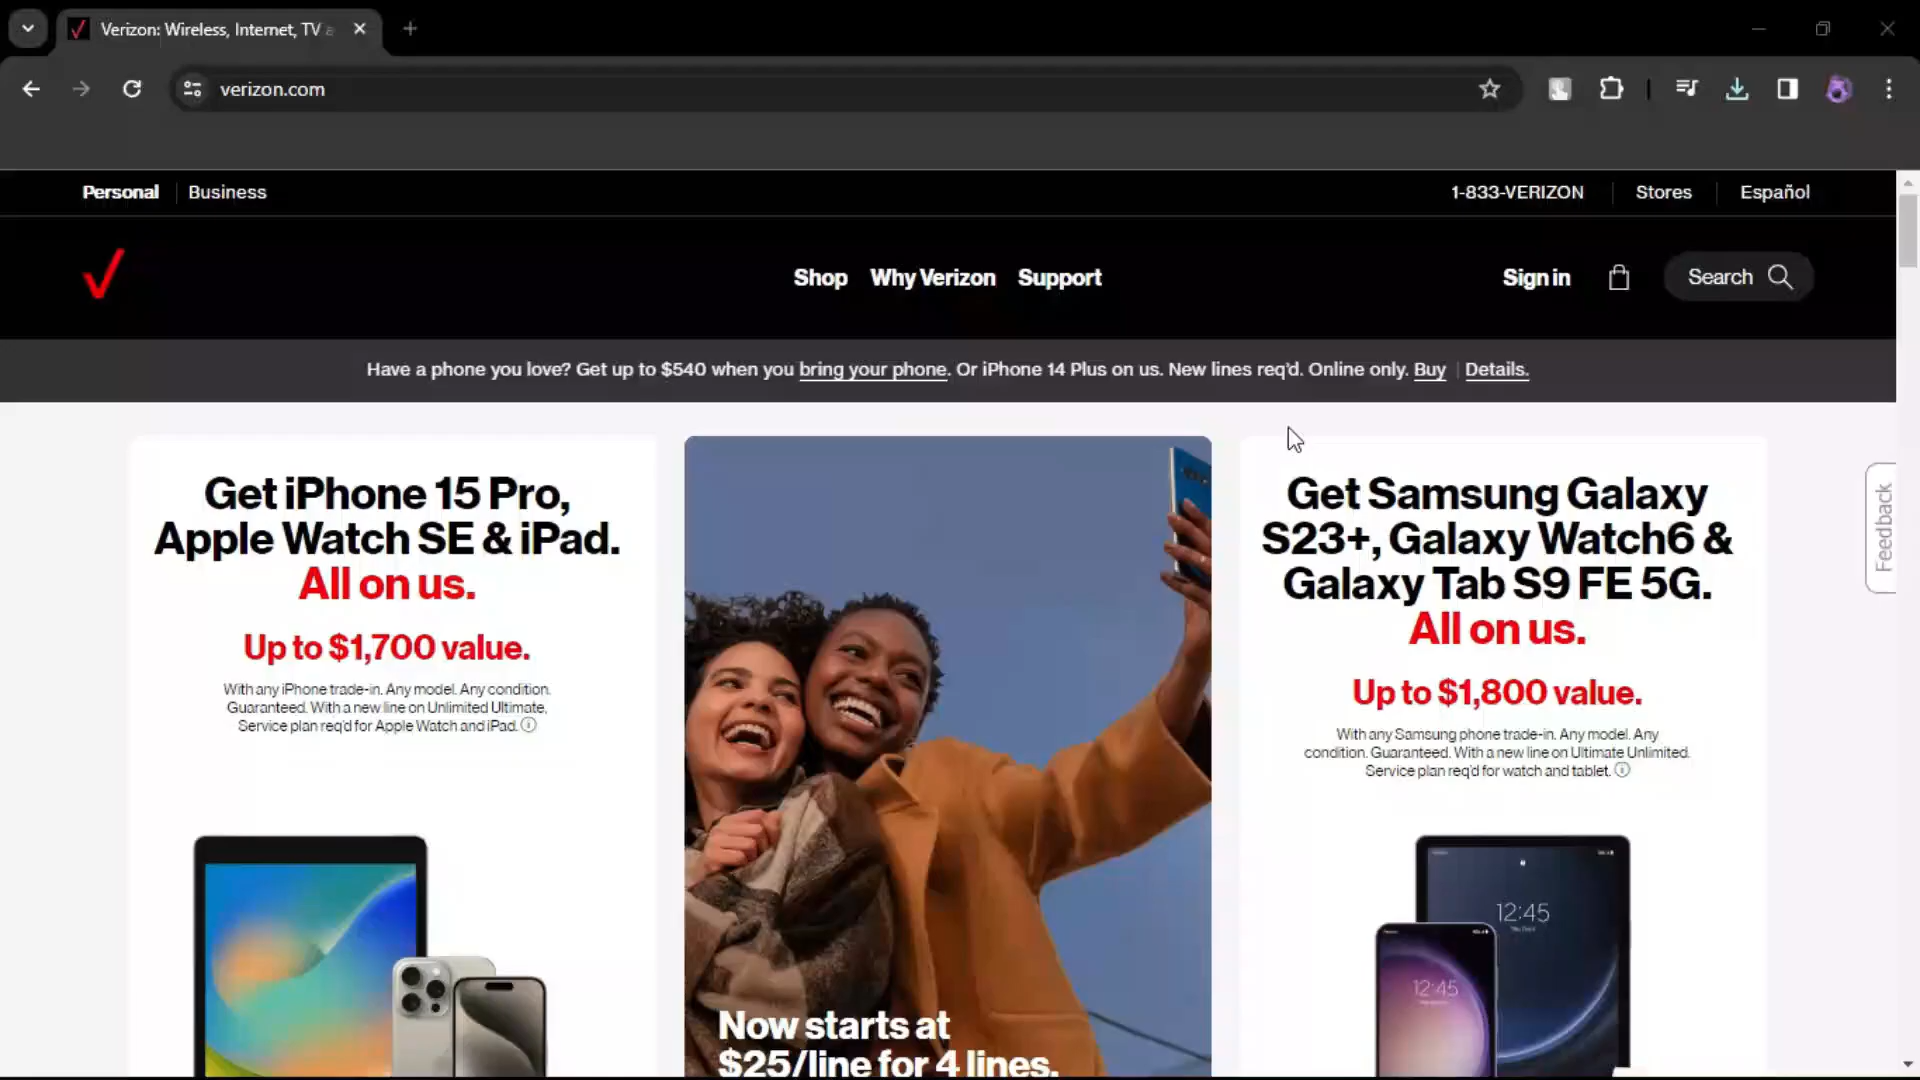 Verizon: Wireless, Internet, TV a
verizon.com
Personal
Business
1-833-VERIZON
Stores
Español
Shop
Why Verizon
Support
Sign in
Search
Have a phone you love? Get up to $540 when you bring your phone. Or iPhone 14 Plus on us. New lines req'd. Online only. Buy | Details.
Get iPhone 15 Pro,
Apple Watch SE & iPad.
All on us.
Up to $1,700 value.
With any iPhone trade-in. Any model. Any condition.
Guaranteed. With a new line on Unlimited Ultimate.
Service plan req'd for Apple Watch and iPad.
Now starts at
$25/line for 4 lines.
Get Samsung Galaxy
S23+, Galaxy Watch6 &
Galaxy Tab S9 FE 5G.
All on us.
Up to $1,800 value.
With any Samsung phone trade-in. Any model. Any
condition. Guaranteed. With a new line on Ultimate Unlimited.
Service plan req'd for watch and tablet.
12:45
12:45
Feedback